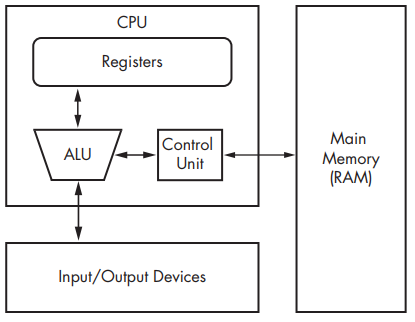 CPU
Registers
ALU
Control
Unit
Main
Memory
(RAM)
Input/Output Devices